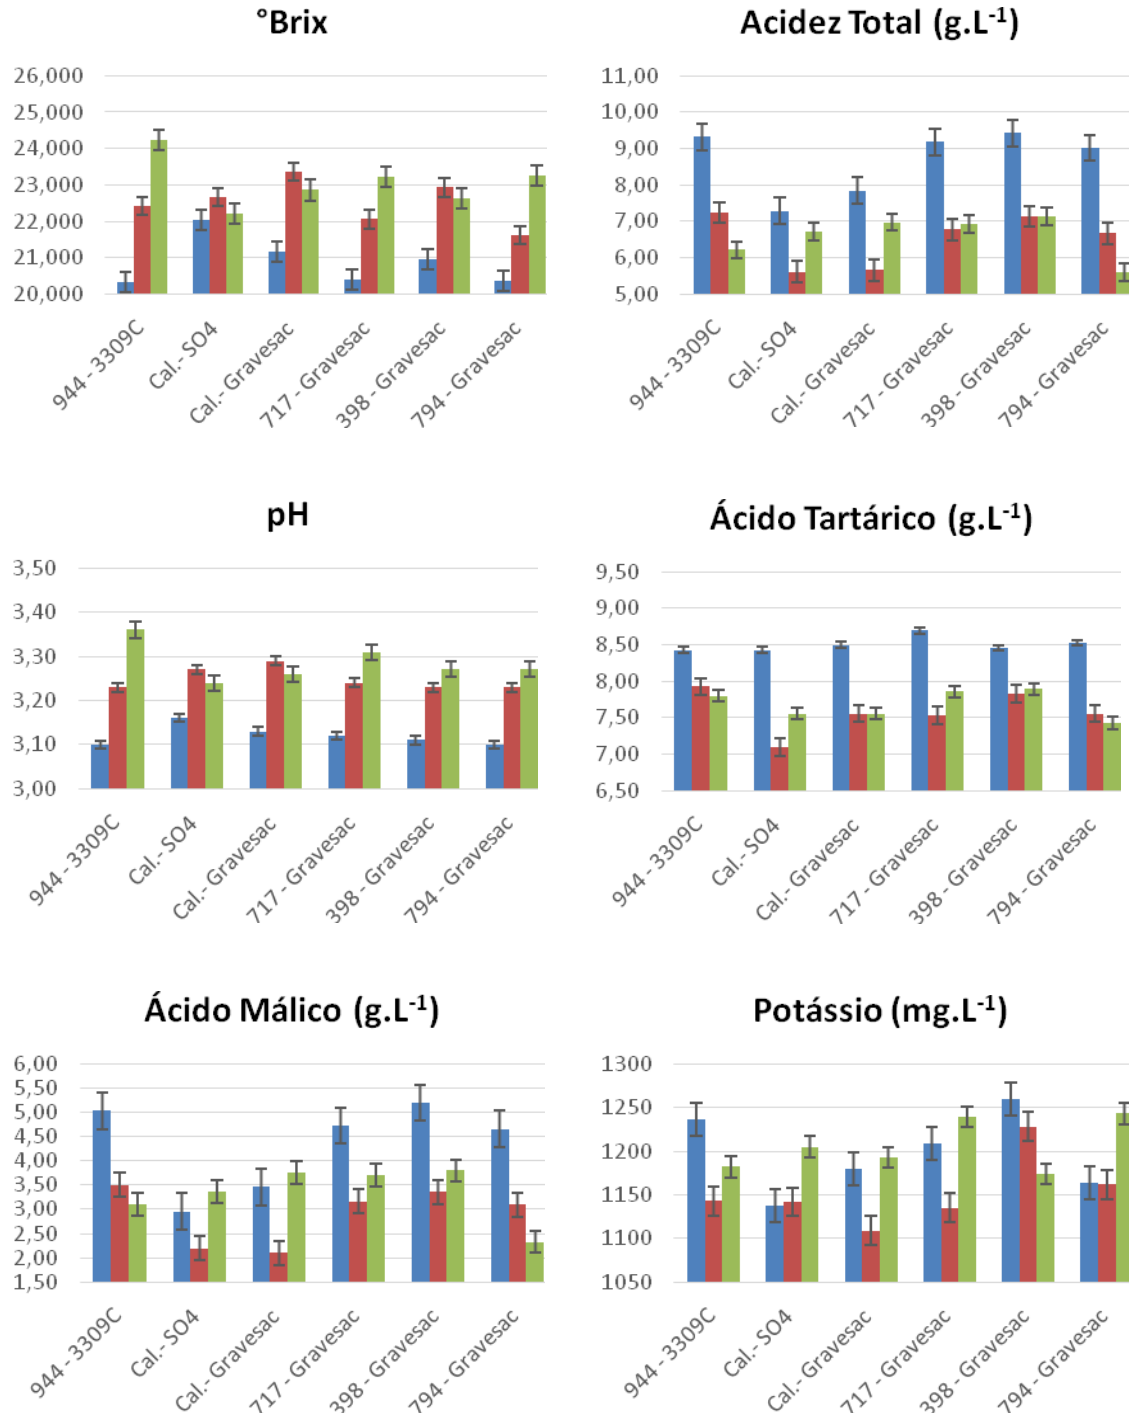 °Brix
26,000
25,000
24,000
23,000
22,000
21,000
20,000
944 - 3309C
Cal.- SO4
Cal.- Gravesac
717 - Gravesac
398 - Gravesac
794 - Gravesac
Acidez Total (g.L-1)
11,00
10,00
9,00
8,00
7,00
6,00
5,00
944 - 3309C
Cal.- SO4
Cal.- Gravesac
717 - Gravesac
398 - Gravesac
794 - Gravesac
pH
3,50
3,40
3,30
3,20
3,10
3,00
944 - 3309C
Cal.- SO4
Cal.- Gravesac
717 - Gravesac
398 - Gravesac
794 - Gravesac
Ácido Tartárico (g.L-1)
9,50
9,00
8,50
8,00
7,50
7,00
6,50
944 - 3309C
Cal.- SO4
Cal.- Gravesac
717 - Gravesac
398 - Gravesac
794 - Gravesac
Ácido Málico (g.L-1)
6,00
5,50
5,00
4,50
4,00
3,50
3,00
2,50
2,00
1,50
944 - 3309C
Cal.- SO4
Cal.- Gravesac
717 - Gravesac
398 - Gravesac
794 - Gravesac
Potássio (mg.L-1)
1300
1250
1200
1150
1100
1050
944 - 3309C
Cal.- SO4
Cal.- Gravesac
717 - Gravesac
398 - Gravesac
794 - Gravesac